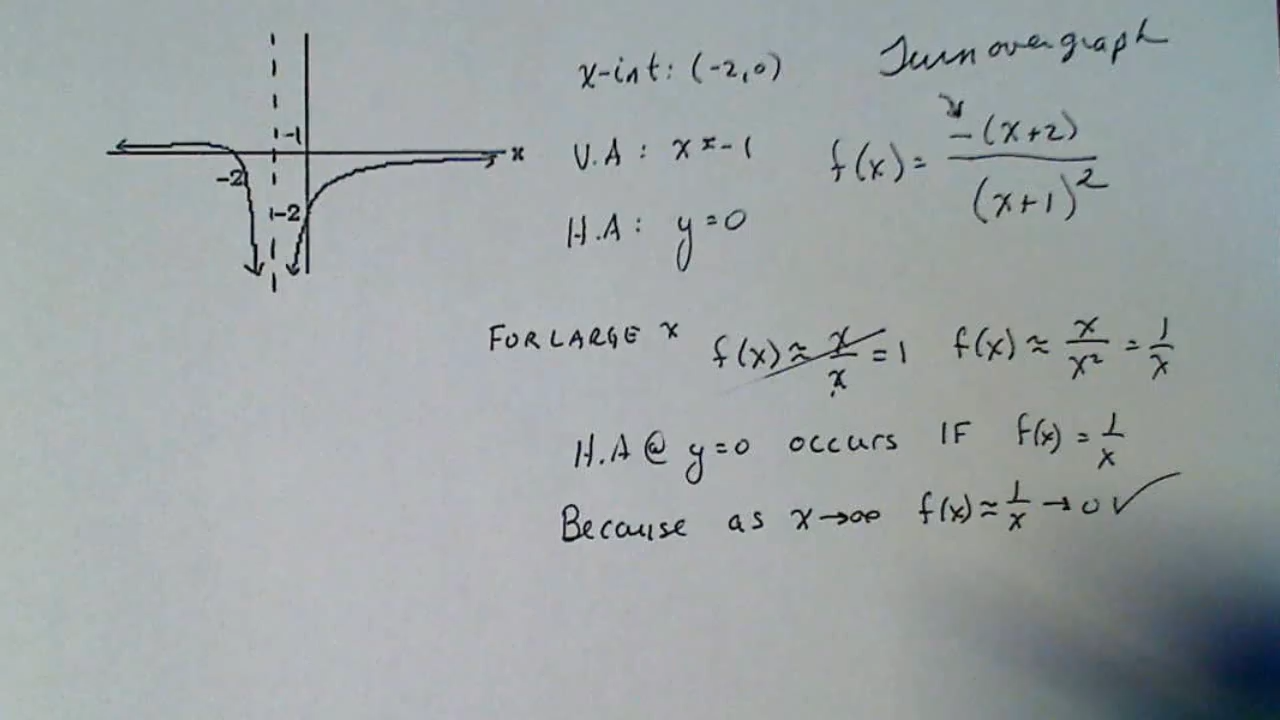 Turn over graph
x-int: (-2,0)
f(x) = -(x+2) / (x+1)²
V.A: x = -1
H.A: y = 0
-1
x
-2
-2
FOR LARGE x f(x) ≈ x/x = 1 f(x) ≈ x/x² = 1/x
H.A @ y=0 occurs IF f(x) = 1/x
Because as x→∞ f(x) ≈ 1/x → 0 ✓